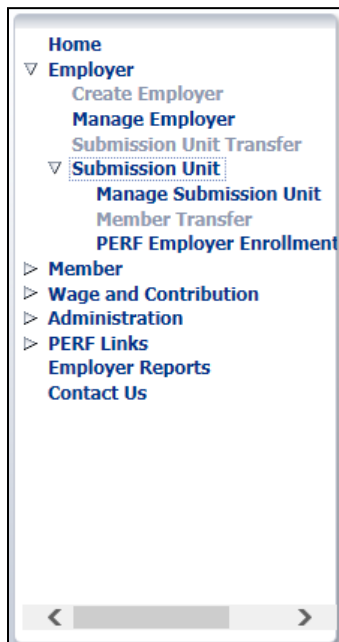 Home
Employer
Create Employer
Manage Employer
Submission Unit Transfer
Submission Unit
Manage Submission Unit
Member Transfer
PERF Employer Enrollment
Member
Wage and Contribution
Administration
PERF Links
Employer Reports
Contact Us